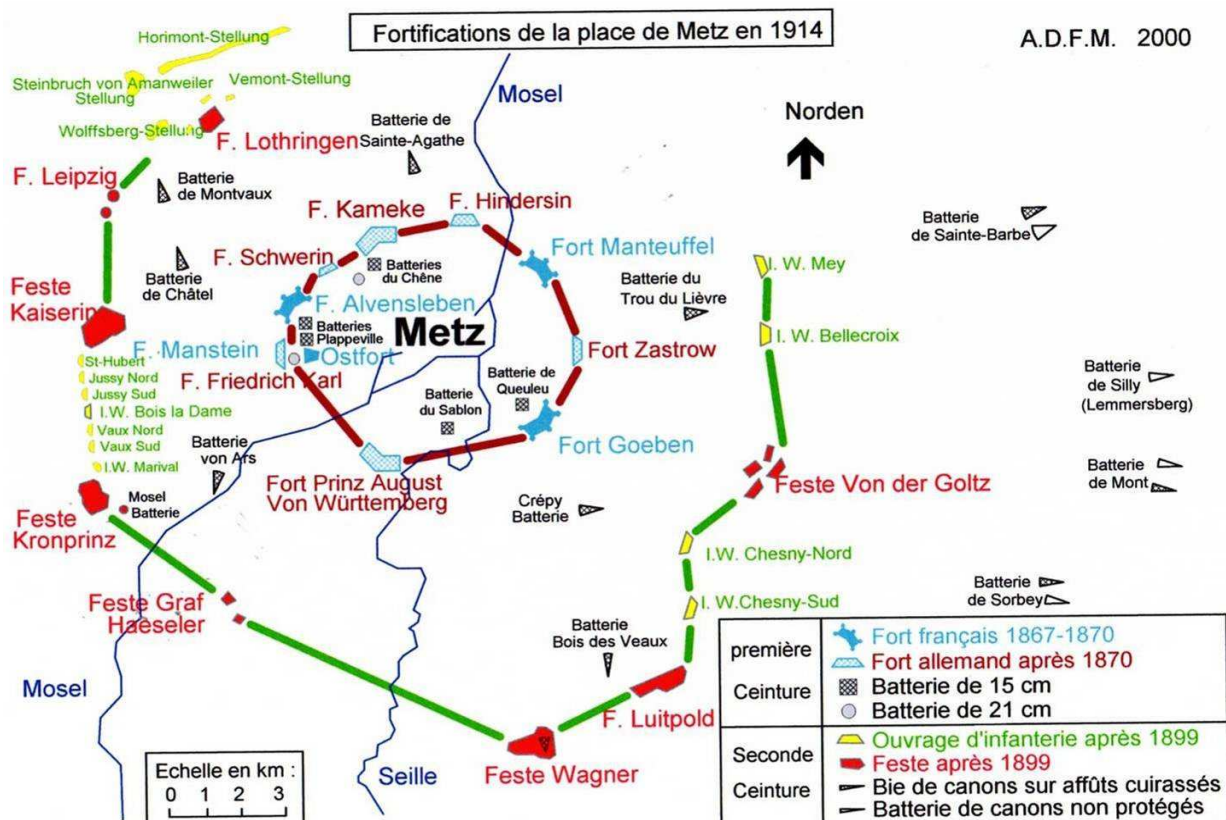 Fortifications de la place de Metz en 1914
A.D.F.M. 2000
Horimont-Stellung
Steinbruch von Amanweiler
Stellung
Vemont-Stellung
Wolffsberg-Stellung
F. Lothringen
Mosel
Norden
Batterie de
Sainte-Agathe
F. Leipzig
Batterie
de Montvaux
F. Kameke
F. Hindersin
Batterie
de Sainte-Barbe
F. Schwerin
Batteries
du Chêne
Fort Manteuffel
Batterie
de Châtel
Batterie du
Trou du Lièvre
I. W. Mey
Feste
Kaiserin
F. Alvensleben
Batteries
Plappeville
Metz
I. W. Bellecroix
F. Manstein
Ostfort
Fort Zastrow
St-Hubert
Jussy Nord
Jussy Sud
I.W. Bois la Dame
Vaux Nord
Vaux Sud
I.W. Marival
F. Friedrich Karl
Batterie
du Sablon
Batterie de
Queuleu
Batterie
de Silly
(Lemmersberg)
Batterie
von Ars
Fort Goeben
Fort Prinz August
Von Württemberg
Feste Von der Goltz
Batterie
de Mont
Mosel
Batterie
Feste
Kronprinz
Crépy
Batterie
I.W. Chesny-Nord
Feste Graf
Haeseler
I. W.Chesny-Sud
Batterie
de Sorbey
Batterie
Bois des Veaux
Mosel
F. Luitpold
Seille
Feste Wagner
Echelle en km :
0 1 2 3
première
Ceinture
Fort français 1867-1870
Fort allemand après 1870
Batterie de 15 cm
Batterie de 21 cm
Seconde
Ceinture
Ouvrage d'infanterie après 1899
Feste après 1899
Bie de canons sur affûts cuirassés
Batterie de canons non protégés